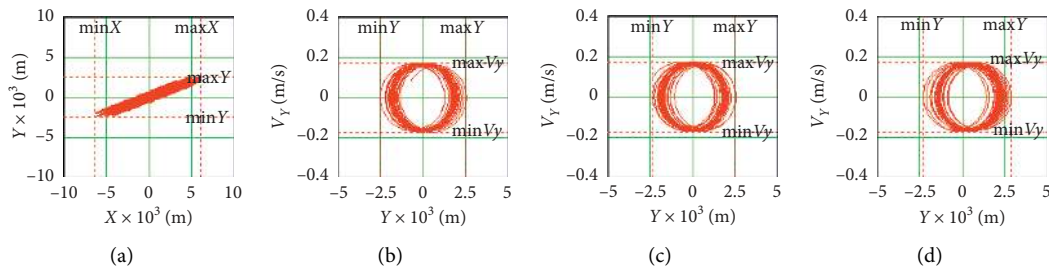 10
5
0
−5
−10
Y × 10³ (m)
minX
maxX
maxY
minY
−10
−5
0
5
10
X × 10³ (m)
(a)
0.4
0.2
0
−0.2
−0.4
V_Y (m/s)
minY
maxY
maxVy
minVy
−5
−2.5
0
2.5
5
Y × 10³ (m)
(b)
0.4
0.2
0
−0.2
−0.4
V_Y (m/s)
minY
maxY
maxVy
minVy
−5
−2.5
0
2.5
5
Y × 10³ (m)
(c)
0.4
0.2
0
−0.2
−0.4
V_Y (m/s)
minY
maxY
maxVy
minVy
−5
−2.5
0
2.5
5
Y × 10³ (m)
(d)